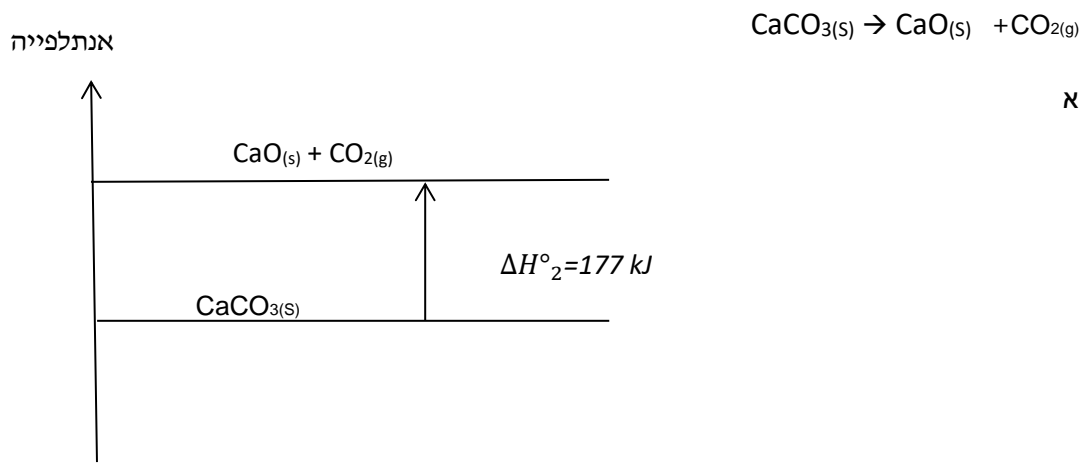 CaCO₃(S) → CaO(S) +CO₂(g)
אנתלפייה
א
CaO(s) + CO₂(g)
ΔH°₂=177 kJ
CaCO₃(S)